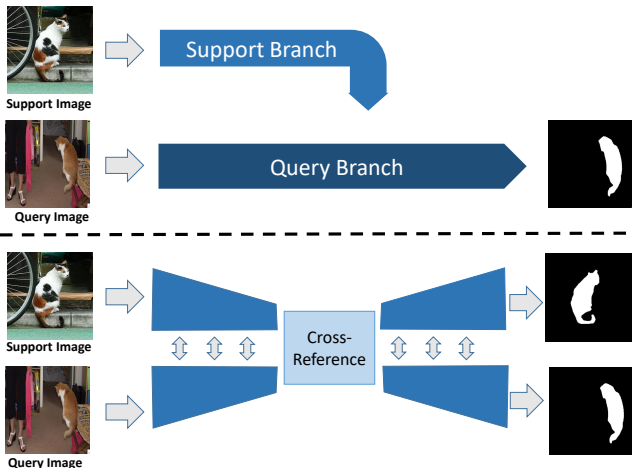 Support Branch
Support Image
Query Branch
Query Image
Cross-
Reference
Support Image
Query Image